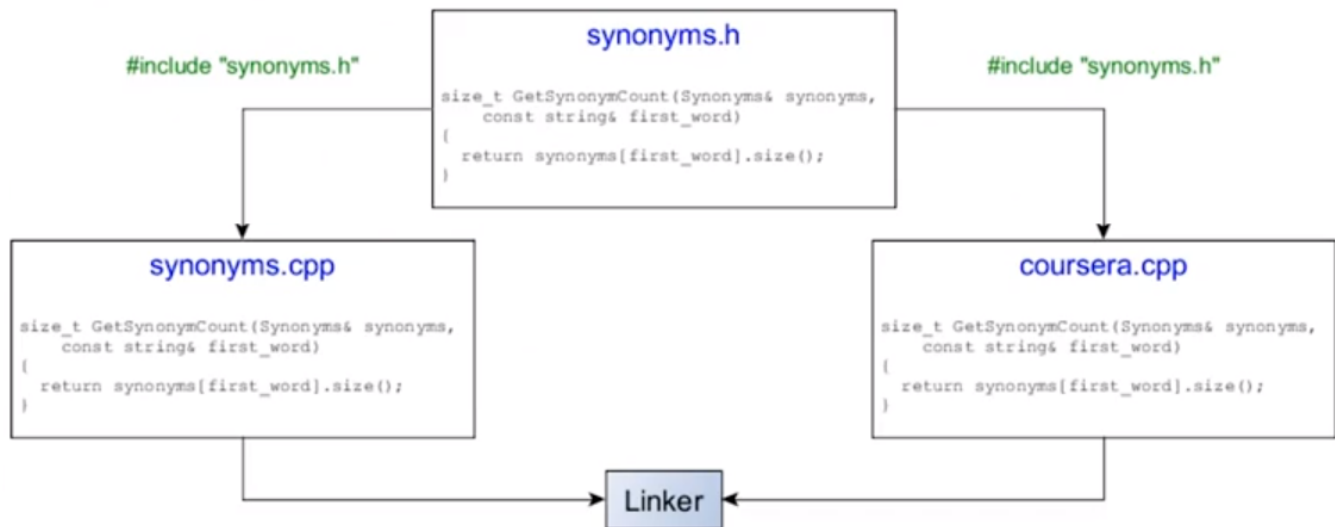 synonyms.h
#include "synonyms.h"
#include "synonyms.h"
size_t GetSynonymCount(Synonyms& synonyms,
const string& first_word)
{
return synonyms[first_word].size();
}
synonyms.cpp
size_t GetSynonymCount(Synonyms& synonyms,
const string& first_word)
{
return synonyms[first_word].size();
}
coursera.cpp
size_t GetSynonymCount(Synonyms& synonyms,
const string& first_word)
{
return synonyms[first_word].size();
}
Linker